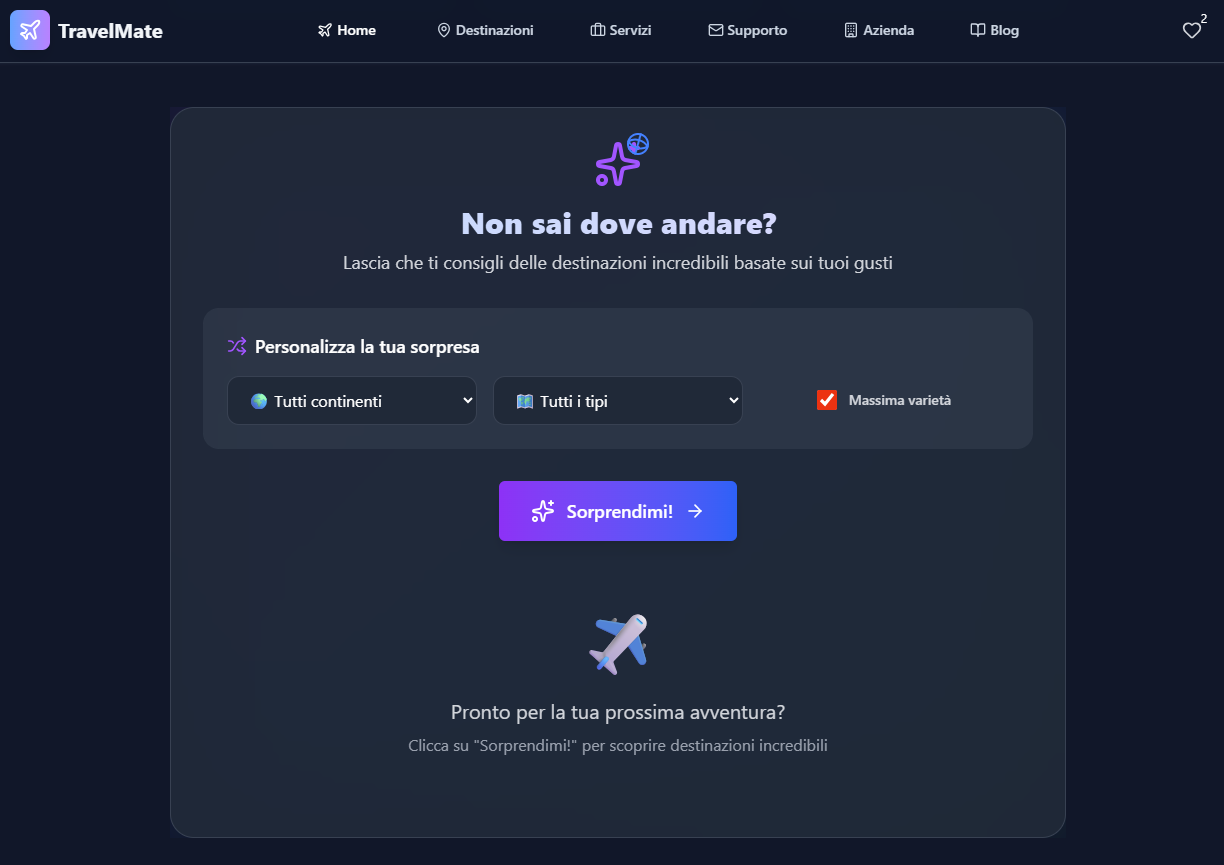 TravelMate
Home
Destinazioni
Servizi
Supporto
Azienda
Blog
2
Non sai dove andare?
Lascia che ti consigli delle destinazioni incredibili basate sui tuoi gusti
Personalizza la tua sorpresa
Tutti continenti
Tutti i tipi
Massima varietà
Sorprendimi!
Pronto per la tua prossima avventura?
Clicca su "Sorprendimi!" per scoprire destinazioni incredibili